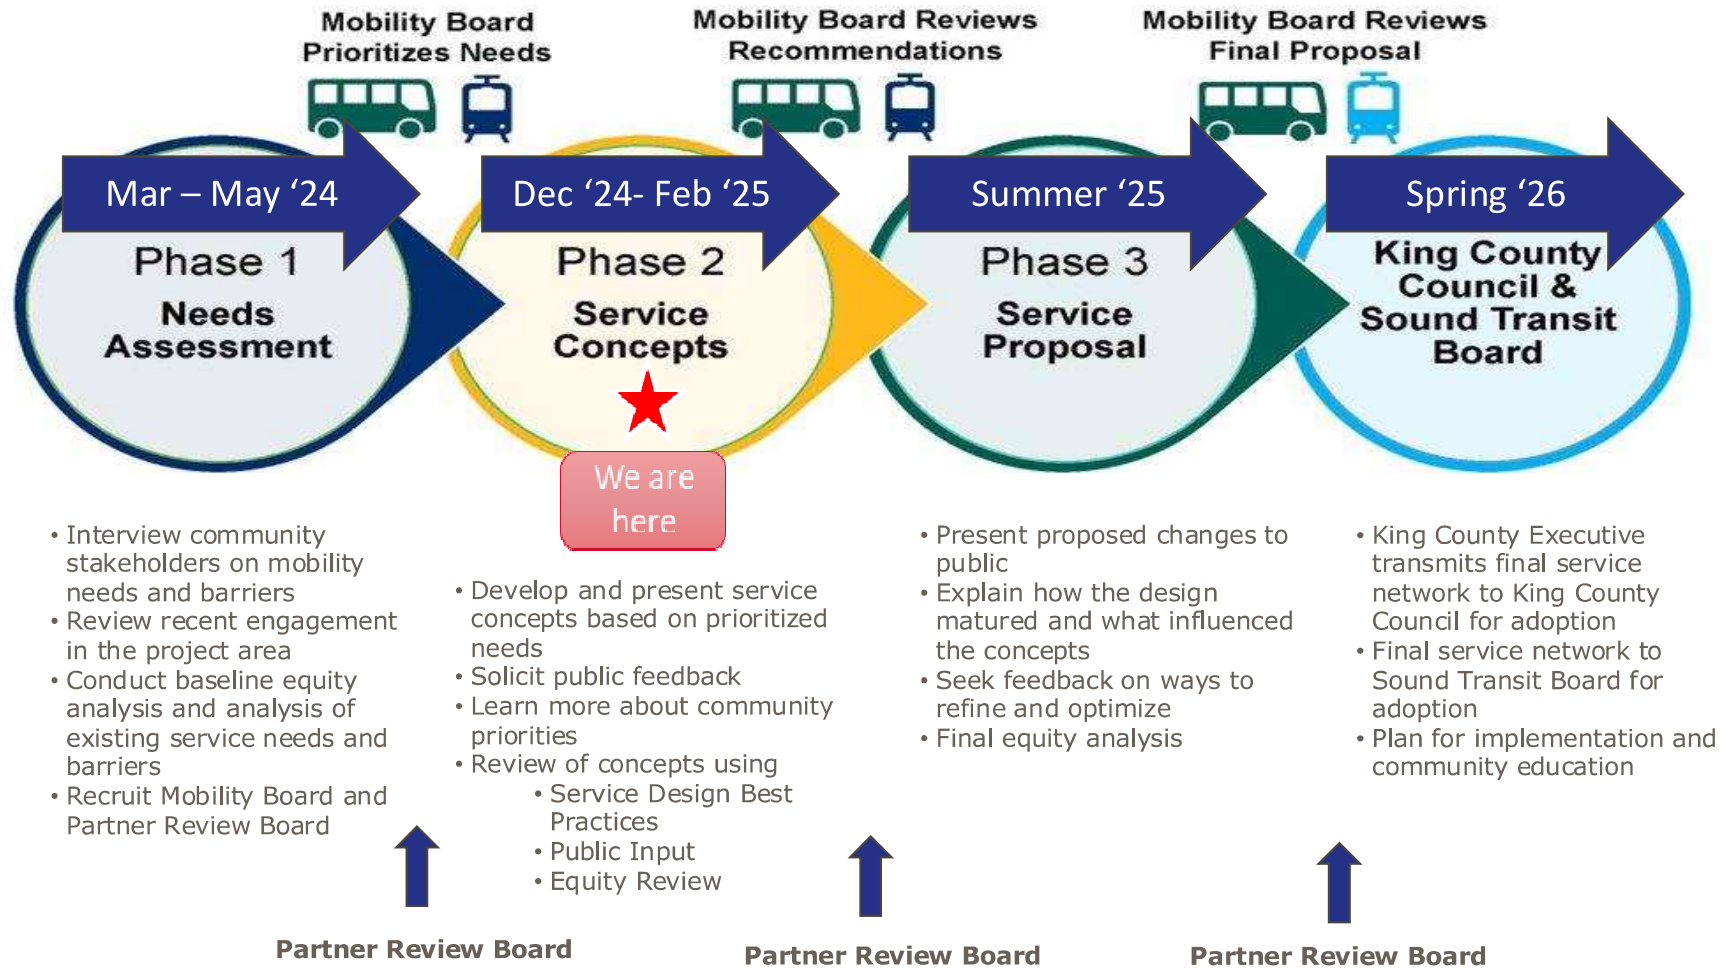 Mobility Board
Prioritizes Needs
Mobility Board Reviews
Recommendations
Mobility Board Reviews
Final Proposal
Mar – May ‘24
Dec ‘24- Feb ‘25
Summer ‘25
Spring ‘26
Phase 1
Needs
Assessment
Phase 2
Service
Concepts
Phase 3
Service
Proposal
King County
Council &
Sound Transit
Board
We are
here
• Interview community
stakeholders on mobility
needs and barriers
• Review recent engagement
in the project area
• Conduct baseline equity
analysis and analysis of
existing service needs and
barriers
• Recruit Mobility Board and
Partner Review Board
• Develop and present service
concepts based on prioritized
needs
• Solicit public feedback
• Learn more about community
priorities
• Review of concepts using
• Service Design Best
Practices
• Public Input
• Equity Review
• Present proposed changes to
public
• Explain how the design
matured and what influenced
the concepts
• Seek feedback on ways to
refine and optimize
• Final equity analysis
• King County Executive
transmits final service
network to King County
Council for adoption
• Final service network to
Sound Transit Board for
adoption
• Plan for implementation and
community education
Partner Review Board
Partner Review Board
Partner Review Board